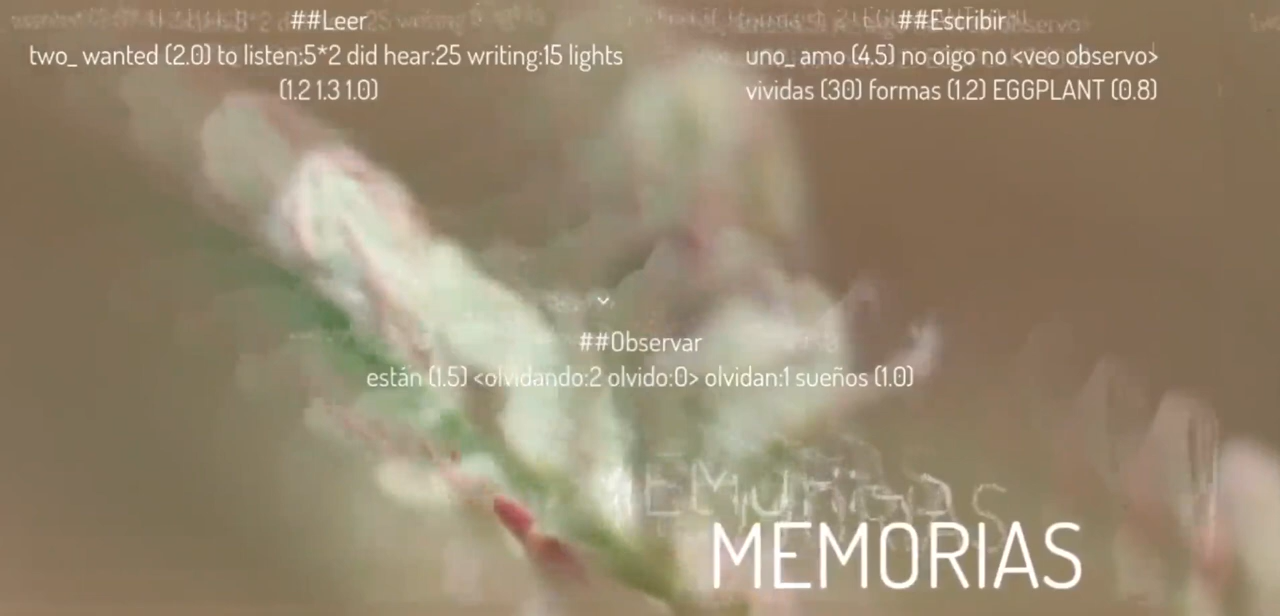 ##Leer
two_ wanted (2.0) to listen:5*2 did hear:25 writing:15 lights
(1.2 1.3 1.0)
##Escribir
uno_ amo (4.5) no oigo no <veo observo>
vividas (30) formas (1.2) EGGPLANT (0.8)
##Observar
están (1.5) <olvidando:2 olvido:0> olvidan:1 sueños (1.0)
MEMORIAS